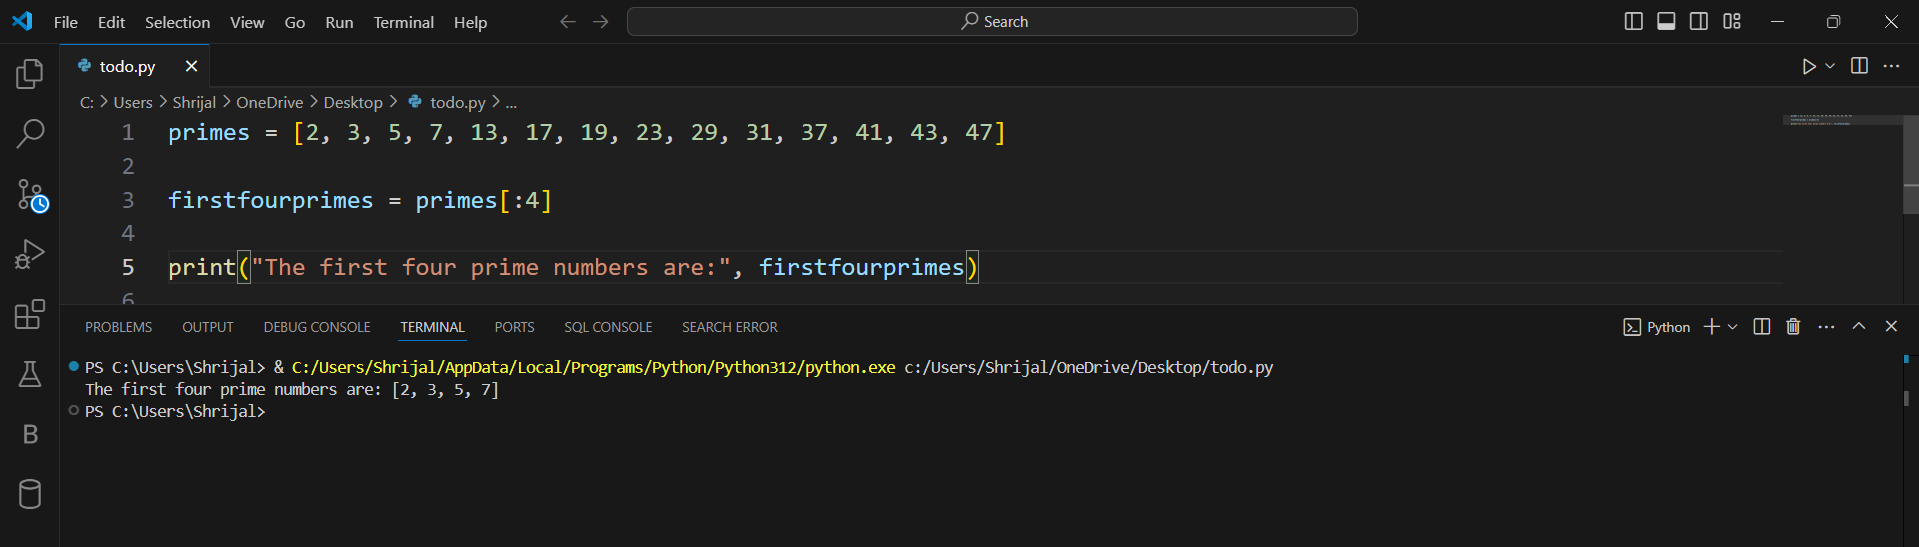 File Edit Selection View Go Run Terminal Help Search
todo.py
C: > Users > Shrijal > OneDrive > Desktop > todo.py > ...
1 primes = [2, 3, 5, 7, 13, 17, 19, 23, 29, 31, 37, 41, 43, 47]
2
3 firstfourprimes = primes[:4]
4
5 print("The first four prime numbers are:", firstfourprimes)
6
PROBLEMS OUTPUT DEBUG CONSOLE TERMINAL PORTS SQL CONSOLE SEARCH ERROR Python
PS C:\Users\Shrijal> & C:/Users/Shrijal/AppData/Local/Programs/Python/Python312/python.exe c:/Users/Shrijal/OneDrive/Desktop/todo.py
The first four prime numbers are: [2, 3, 5, 7]
PS C:\Users\Shrijal>
B